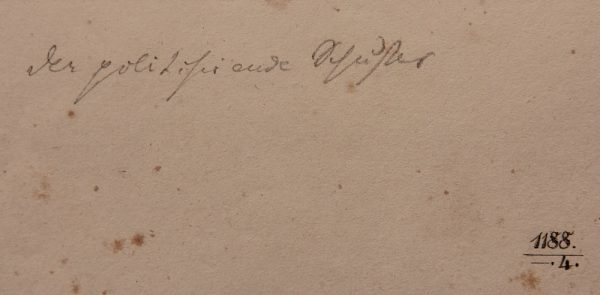 der politisirende Schuster
1188.
—.4.